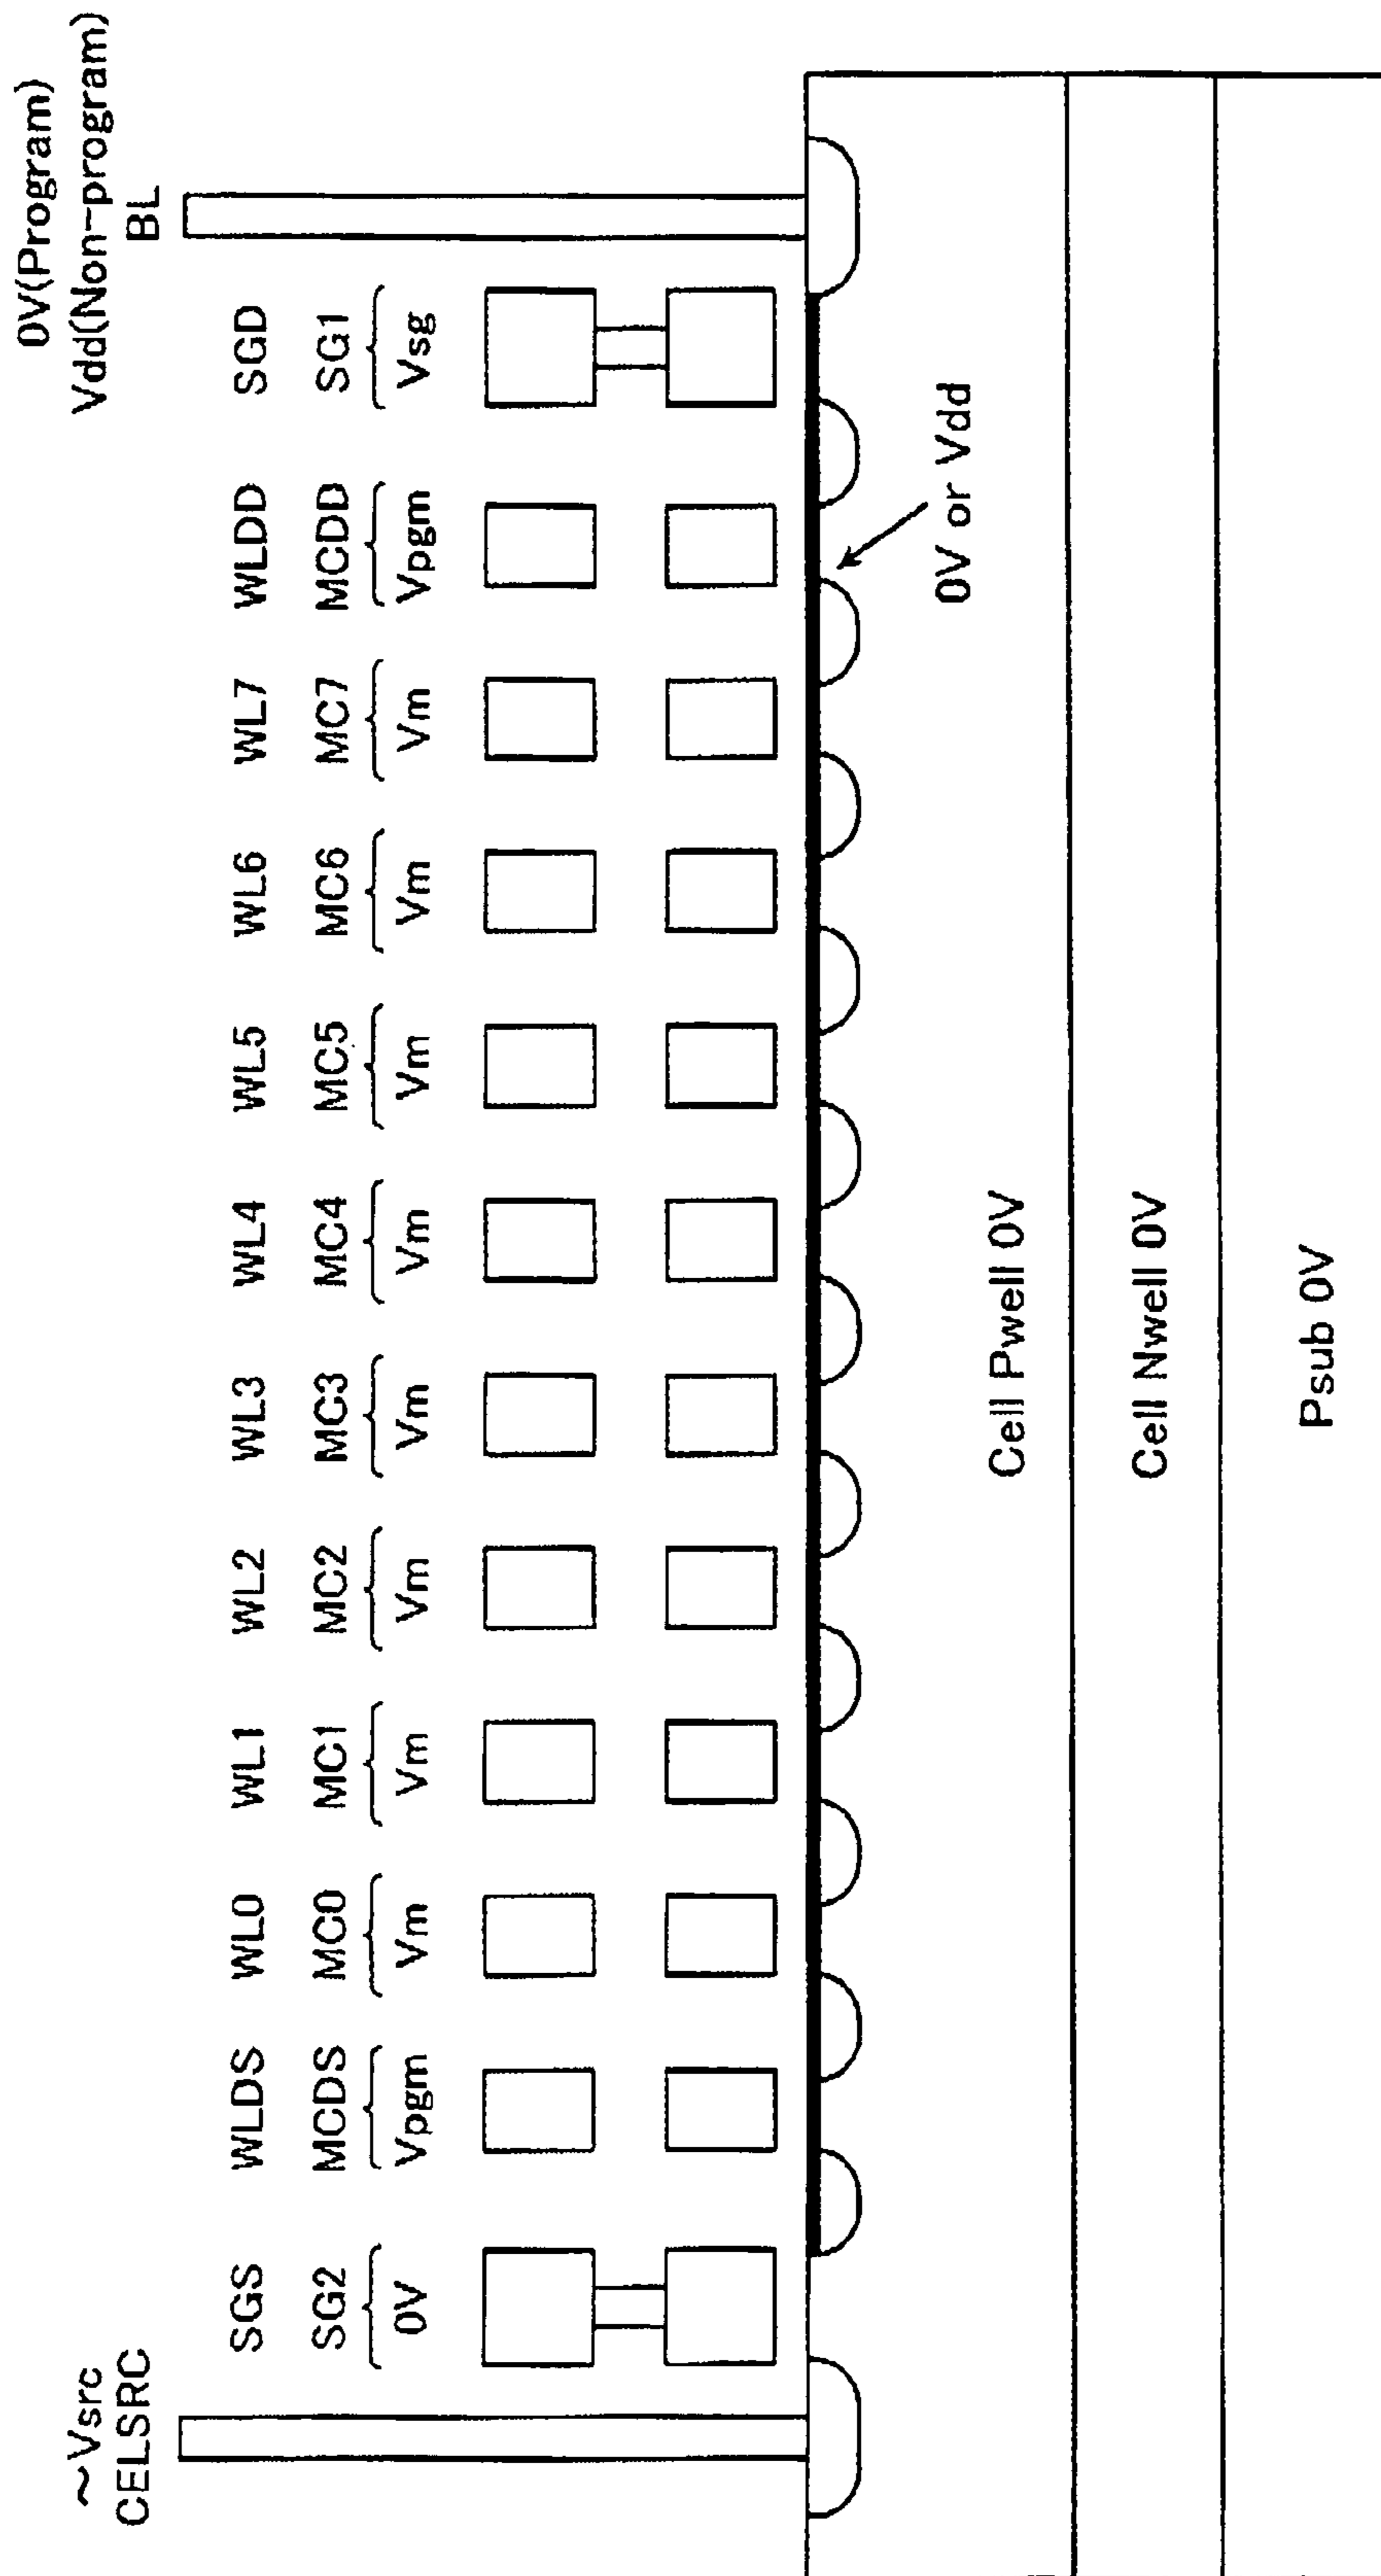 0V(Program)
Vdd(Non-program)
~Vsrc
CELSRC
BL
SGS WLDS WL0 WL1 WL2 WL3 WL4 WL5 WL6 WL7 WLDD SGD
SG2 MCDS MC0 MC1 MC2 MC3 MC4 MC5 MC6 MC7 MCDD SG1
0V Vpgm Vm Vm Vm Vm Vm Vm Vm Vm Vpgm Vsg
0V or Vdd
Cell Pwell 0V
Cell Nwell 0V
Psub 0V